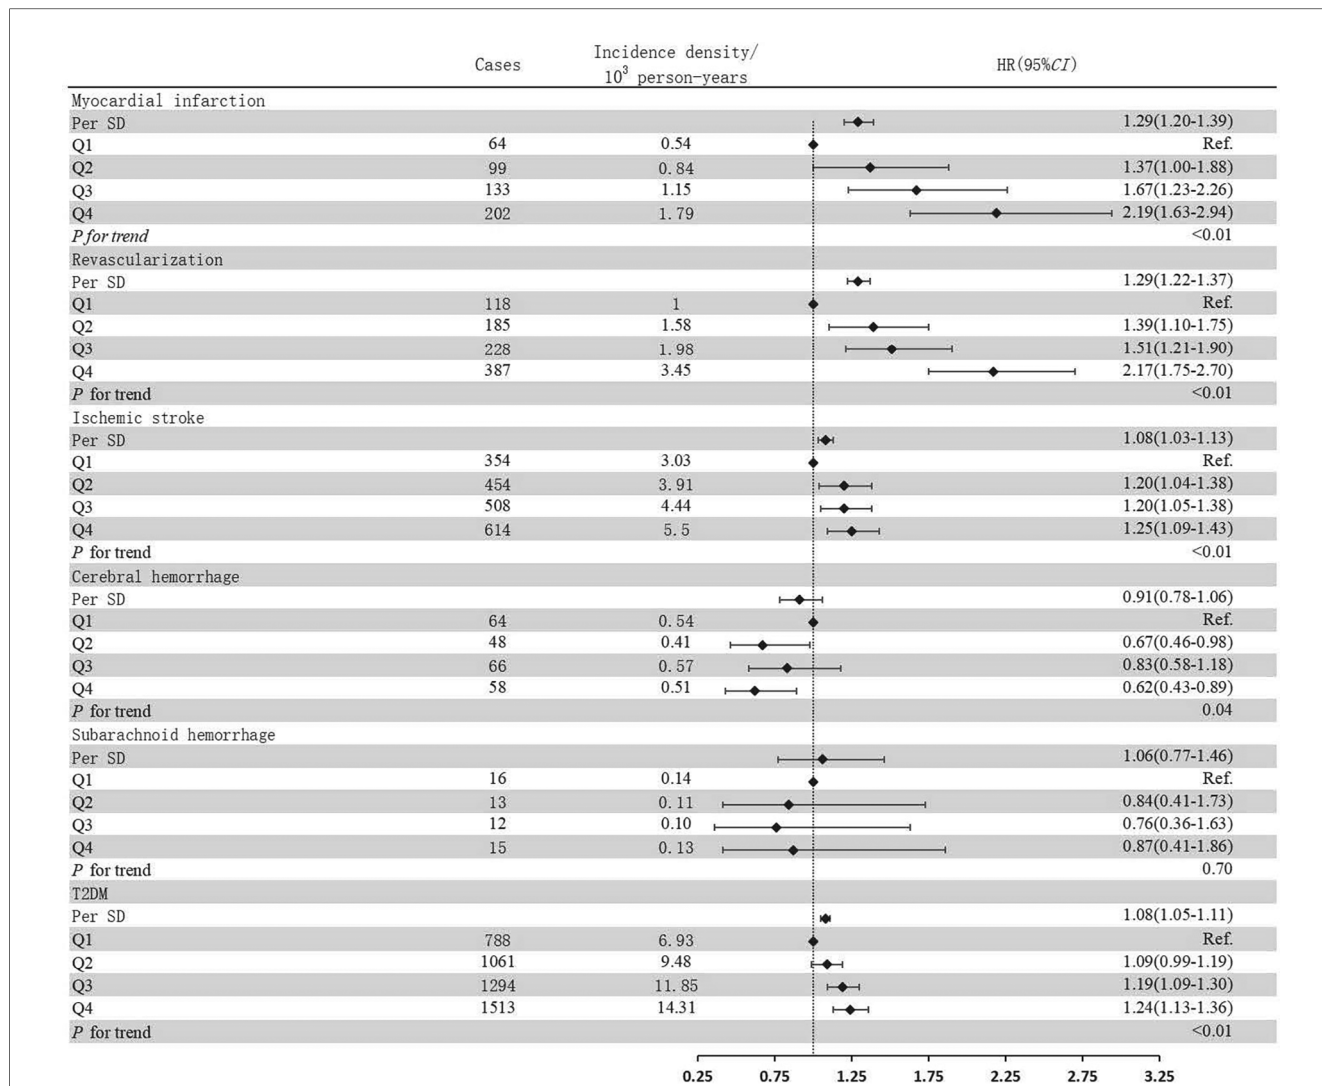 Cases Incidence density/ 10³ person-years HR(95%CI)
Myocardial infarction
Per SD 1.29(1.20-1.39)
Q1 64 0.54 Ref.
Q2 99 0.84 1.37(1.00-1.88)
Q3 133 1.15 1.67(1.23-2.26)
Q4 202 1.79 2.19(1.63-2.94)
P for trend <0.01
Revascularization
Per SD 1.29(1.22-1.37)
Q1 118 1 Ref.
Q2 185 1.58 1.39(1.10-1.75)
Q3 228 1.98 1.51(1.21-1.90)
Q4 387 3.45 2.17(1.75-2.70)
P for trend <0.01
Ischemic stroke
Per SD 1.08(1.03-1.13)
Q1 354 3.03 Ref.
Q2 454 3.91 1.20(1.04-1.38)
Q3 508 4.44 1.20(1.05-1.38)
Q4 614 5.5 1.25(1.09-1.43)
P for trend <0.01
Cerebral hemorrhage
Per SD 0.91(0.78-1.06)
Q1 64 0.54 Ref.
Q2 48 0.41 0.67(0.46-0.98)
Q3 66 0.57 0.83(0.58-1.18)
Q4 58 0.51 0.62(0.43-0.89)
P for trend 0.04
Subarachnoid hemorrhage
Per SD 1.06(0.77-1.46)
Q1 16 0.14 Ref.
Q2 13 0.11 0.84(0.41-1.73)
Q3 12 0.10 0.76(0.36-1.63)
Q4 15 0.13 0.87(0.41-1.86)
P for trend 0.70
T2DM
Per SD 1.08(1.05-1.11)
Q1 788 6.93 Ref.
Q2 1061 9.48 1.09(0.99-1.19)
Q3 1294 11.85 1.19(1.09-1.30)
Q4 1513 14.31 1.24(1.13-1.36)
P for trend <0.01
0.25 0.75 1.25 1.75 2.25 2.75 3.25